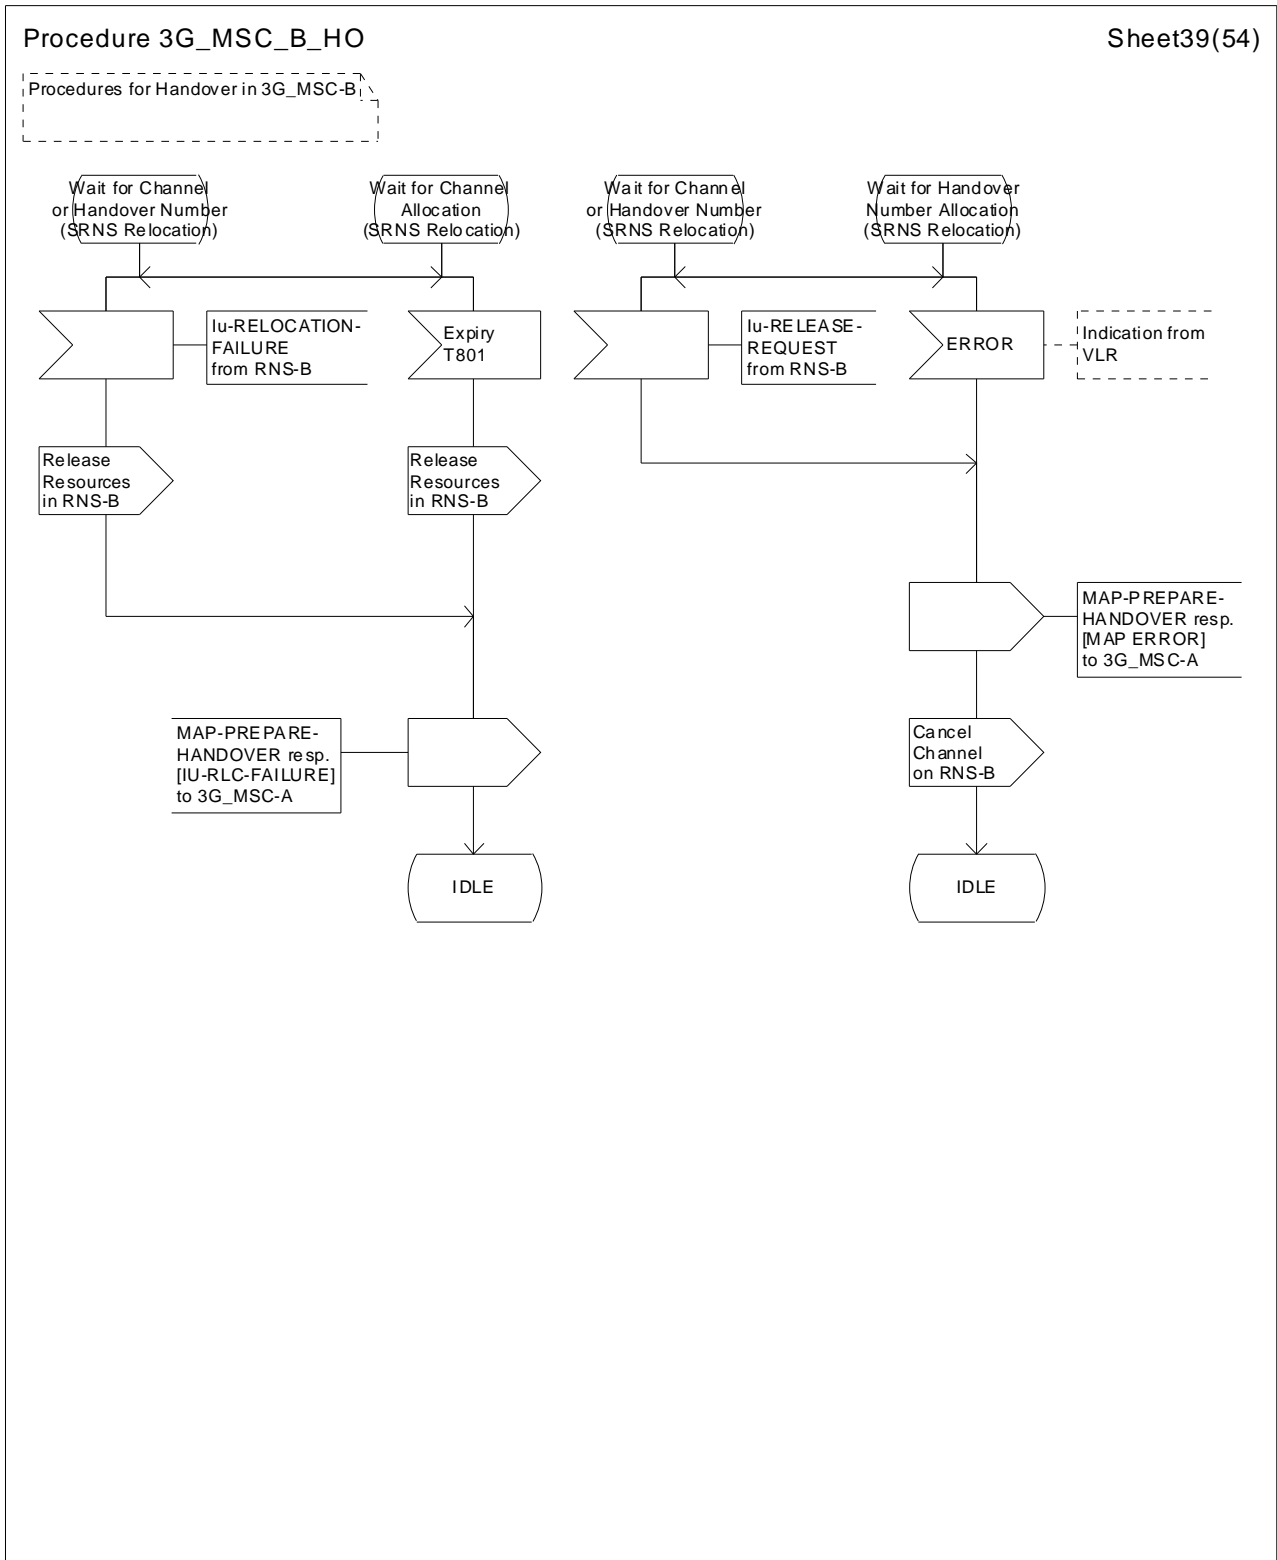 Procedure 3G_MSC_B_HO
Sheet39(54)
Procedures for Handover in 3G_MSC-B
Wait for Channel
or Handover Number
(SRNS Relocation)
Wait for Channel
Allocation
(SRNS Relocation)
Wait for Channel
or Handover Number
(SRNS Relocation)
Wait for Handover
Number Allocation
(SRNS Relocation)
Iu-RELOCATION-
FAILURE
from RNS-B
Expiry
T801
Iu-RELEASE-
REQUEST
from RNS-B
ERROR
Indication from
VLR
Release
Resources
in RNS-B
Release
Resources
in RNS-B
MAP-PREPARE-
HANDOVER resp.
[MAP ERROR]
to 3G_MSC-A
MAP-PREPARE-
HANDOVER resp.
[IU-RLC-FAILURE]
to 3G_MSC-A
Cancel
Channel
on RNS-B
IDLE
IDLE